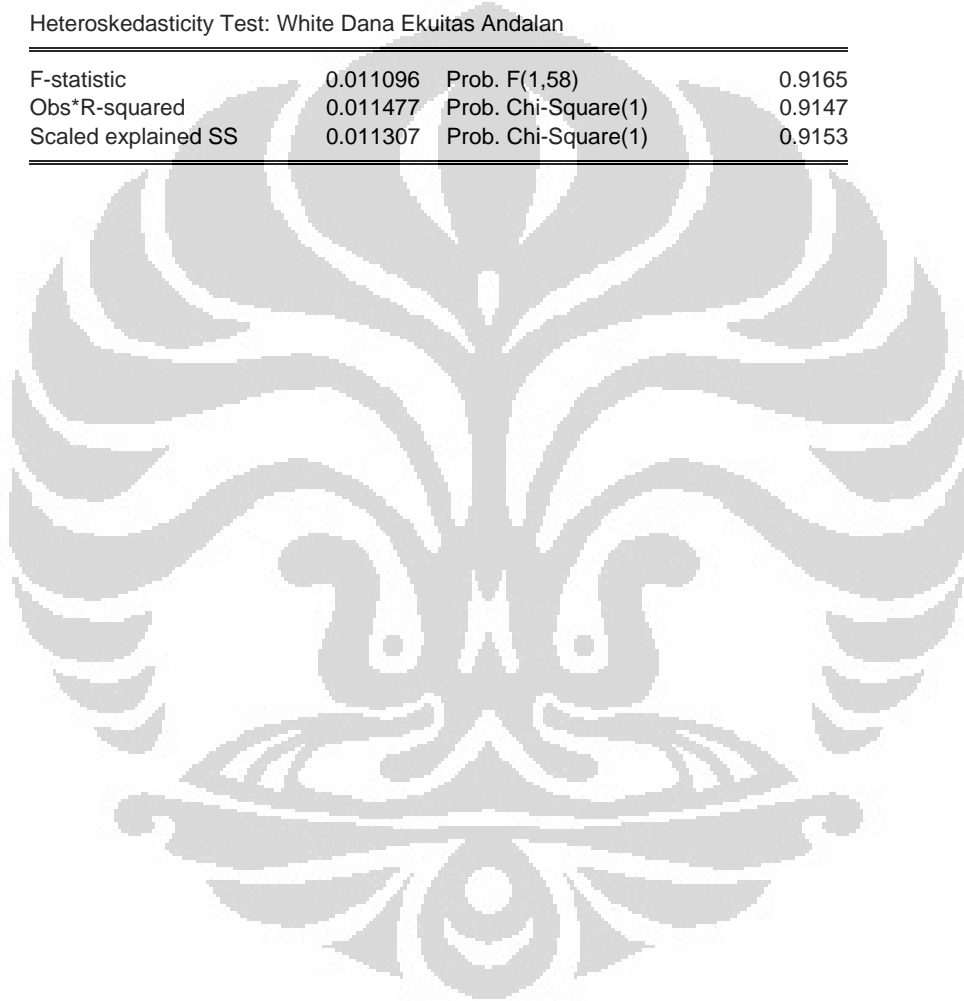 Heteroskedasticity Test: White Dana Ekuitas Andalan
F-statistic 0.011096 Prob. F(1,58) 0.9165
Obs*R-squared 0.011477 Prob. Chi-Square(1) 0.9147
Scaled explained SS 0.011307 Prob. Chi-Square(1) 0.9153